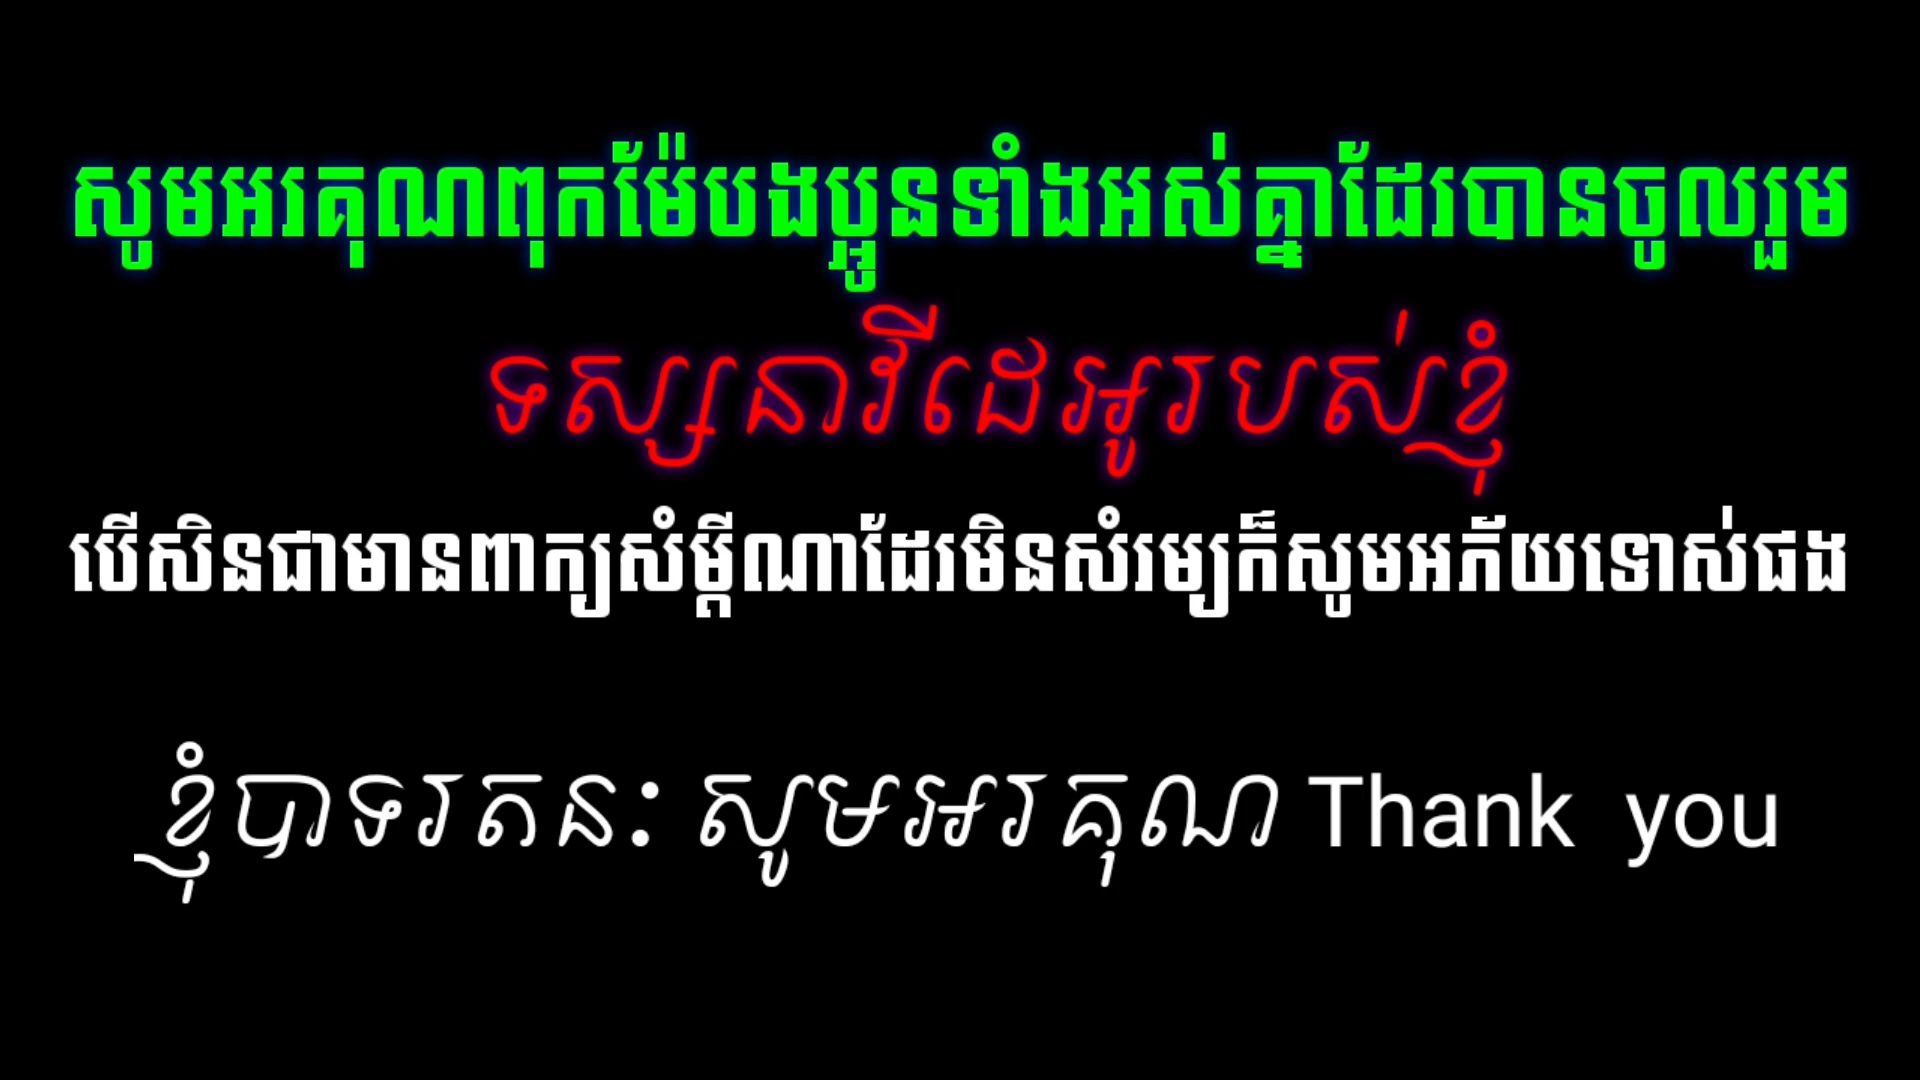 សូមអរគុណពុកម៉ែបងប្អូនទាំងអស់គ្នាដែរបានចូលរួម
ទស្សនាវីដេអូរបស់ខ្ញុំ
បើសិនជាមានពាក្យសំម្ដីណាដែរមិនសំរម្យក៏សូមអភ័យទោស់ផង
ខ្ញុំបាទរតនៈ សូមអរគុណ Thank you